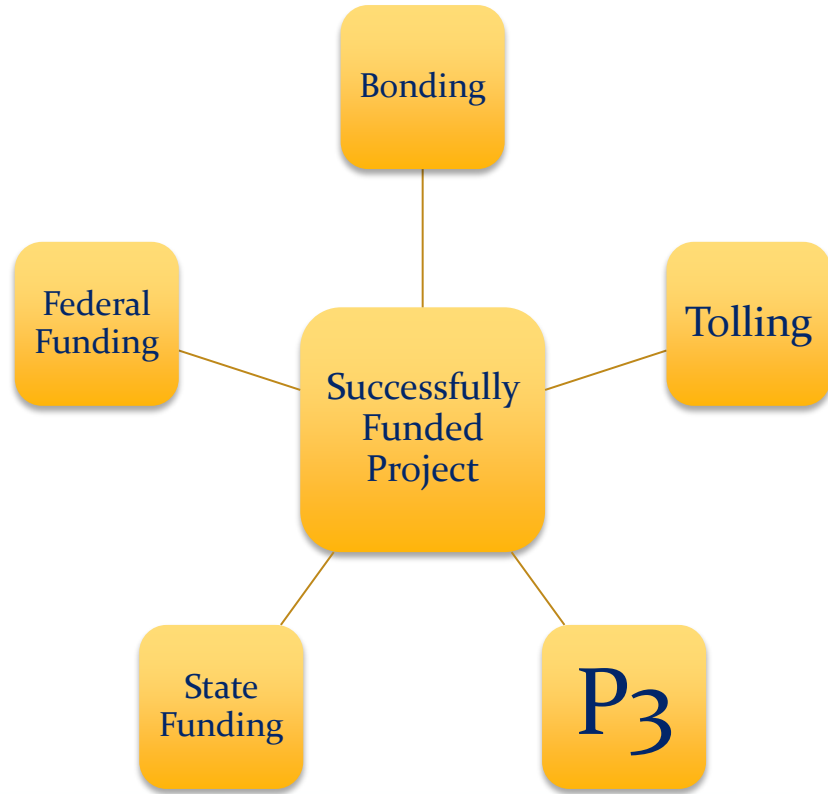 Bonding
Federal
Funding
Tolling
Successfully
Funded
Project
State
Funding
P3